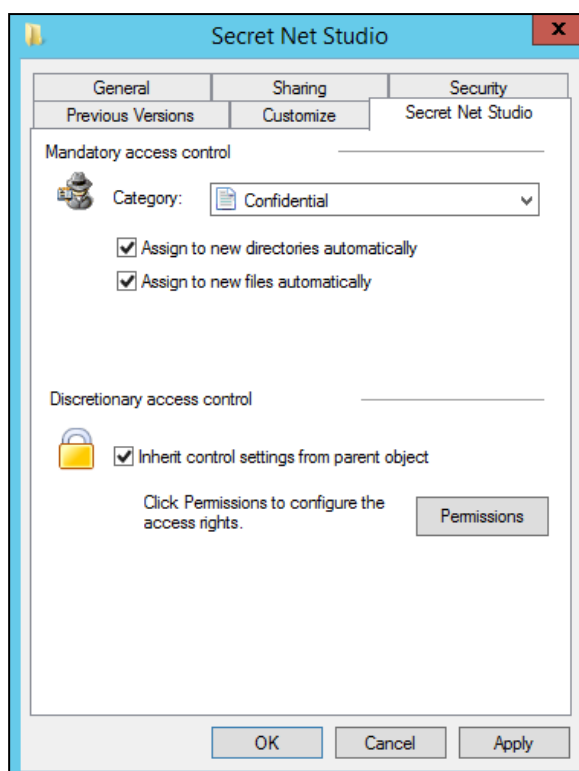 Secret Net Studio
x
General Sharing Security
Previous Versions Customize Secret Net Studio
Mandatory access control
Category: Confidential
Assign to new directories automatically
Assign to new files automatically
Discretionary access control
Inherit control settings from parent object
Click Permissions to configure the
access rights.
Permissions
OK Cancel Apply